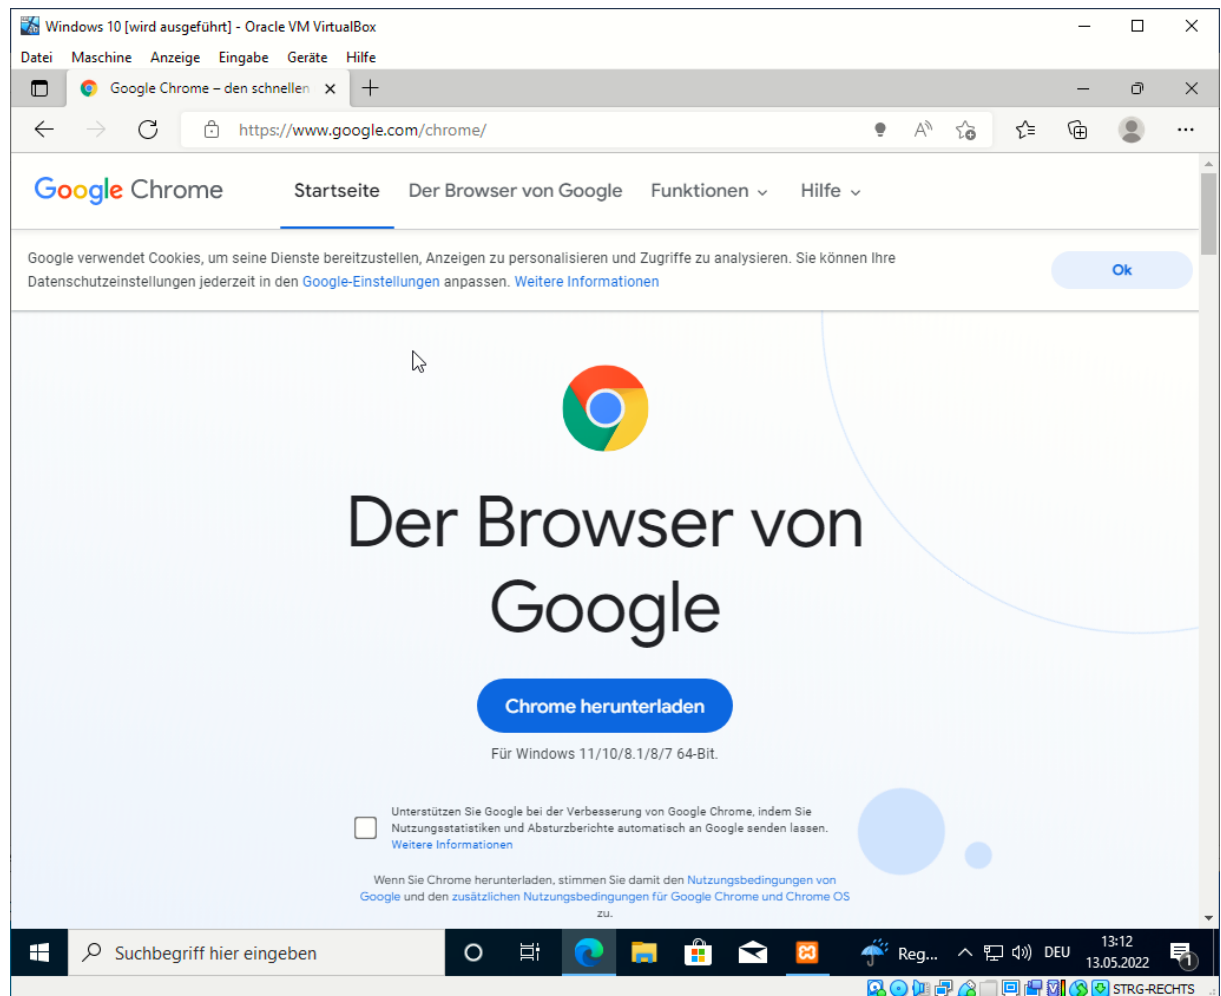 Windows 10 [wird ausgeführt] - Oracle VM VirtualBox
Datei Maschine Anzeige Eingabe Geräte Hilfe
Google Chrome – den schnellen
https://www.google.com/chrome/
Google Chrome Startseite Der Browser von Google Funktionen Hilfe
Google verwendet Cookies, um seine Dienste bereitzustellen, Anzeigen zu personalisieren und Zugriffe zu analysieren. Sie können Ihre
Datenschutzeinstellungen jederzeit in den Google-Einstellungen anpassen. Weitere Informationen
Ok
Der Browser von
Google
Chrome herunterladen
Für Windows 11/10/8.1/8/7 64-Bit.
Unterstützen Sie Google bei der Verbesserung von Google Chrome, indem Sie
Nutzungsstatistiken und Absturzberichte automatisch an Google senden lassen.
Weitere Informationen
Wenn Sie Chrome herunterladen, stimmen Sie damit den Nutzungsbedingungen von
Google und den zusätzlichen Nutzungsbedingungen für Google Chrome und Chrome OS
zu.
Suchbegriff hier eingeben
Reg... DEU
13:12
13.05.2022
1
STRG-RECHTS